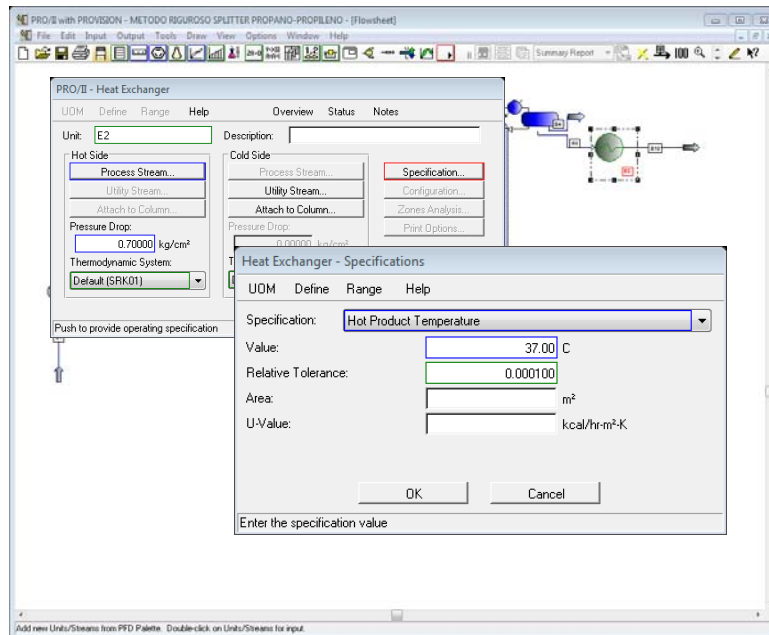 PRO/II with PROVISION - METODO RIGUROSO SPLITTER PROPANO-PROPILENO - [Flowsheet]
File Edit Input Output Tools Draw View Options Window Help
Summary Report
100
PRO/II - Heat Exchanger
UOM Define Range Help Overview Status Notes
Unit: E2 Description:
Hot Side Cold Side
Process Stream... Process Stream... Specification...
Utility Stream... Utility Stream... Configuration...
Attach to Column... Attach to Column... Zones Analysis...
Pressure Drop: Pressure Drop: Print Options...
0.70000 kg/cm² 0.00000 kg/cm²
Thermodynamic System: T
Default (SRK01)
Push to provide operating specification
Heat Exchanger - Specifications
UOM Define Range Help
Specification: Hot Product Temperature
Value: 37.00 C
Relative Tolerance: 0.000100
Area: m²
U-Value: kcal/hr-m²-K
OK Cancel
Enter the specification value
Add new Units/Streams from PFD Palette. Double-click on Units/Streams for input.